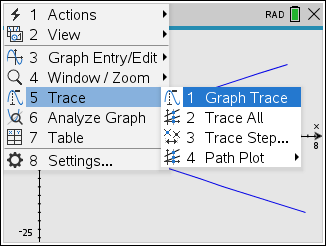 RAD
1 Actions
2 View
3 Graph Entry/Edit
4 Window / Zoom
5 Trace
6 Analyze Graph
7 Table
8 Settings...
1 Graph Trace
2 Trace All
3 Trace Step...
4 Path Plot
x
8
-25